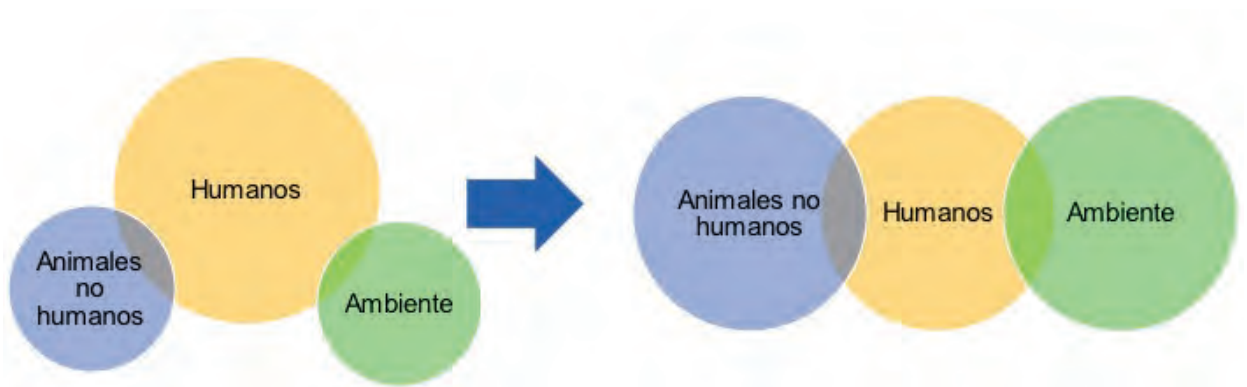 Humanos
Animales
no
humanos
Ambiente
Animales no
humanos
Humanos
Ambiente